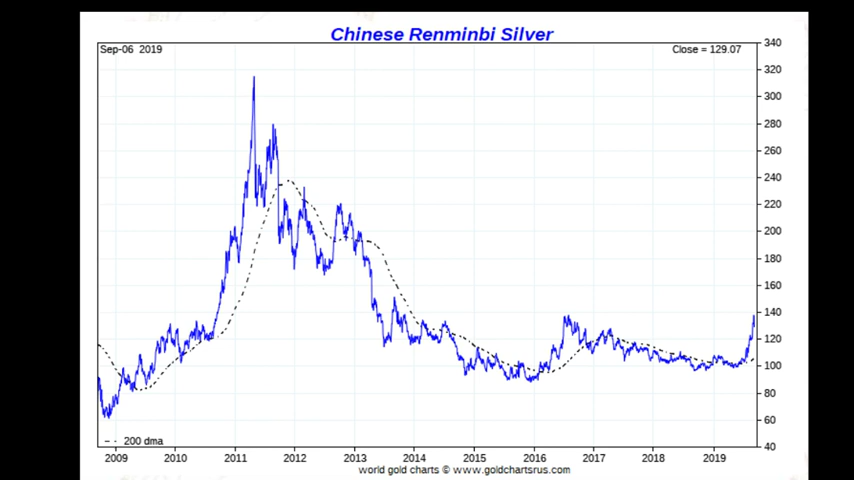 Chinese Renminbi Silver
Sep-06 2019
Close = 129.07
340
320
300
280
260
240
220
200
180
160
140
120
100
80
60
40
200 dma
2009 2010 2011 2012 2013 2014 2015 2016 2017 2018 2019
world gold charts © www.goldchartsrus.com